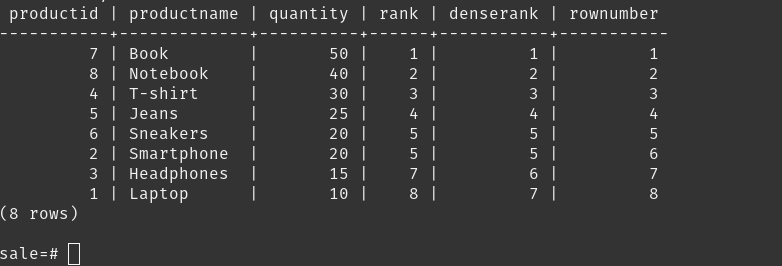 productid | productname | quantity | rank | denserank | rownumber
-----------+-------------+----------+------+-----------+-----------
         7 | Book        |       50 |    1 |         1 |         1
         8 | Notebook    |       40 |    2 |         2 |         2
         4 | T-shirt     |       30 |    3 |         3 |         3
         5 | Jeans       |       25 |    4 |         4 |         4
         6 | Sneakers    |       20 |    5 |         5 |         5
         2 | Smartphone  |       20 |    5 |         5 |         6
         3 | Headphones  |       15 |    7 |         6 |         7
         1 | Laptop      |       10 |    8 |         7 |         8
(8 rows)
sale=#